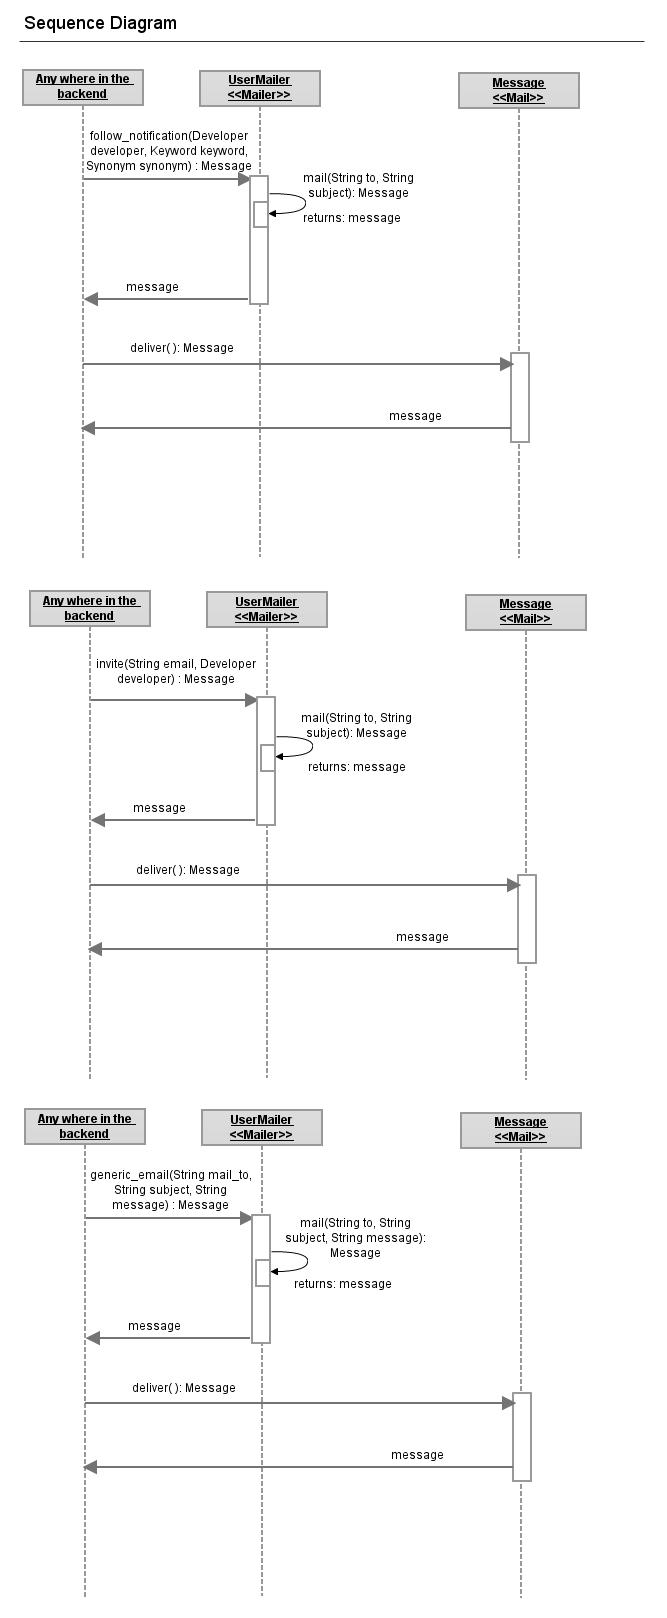 Sequence Diagram
Any where in the
backend
UserMailer
<<Mailer>>
Message
<<Mail>>
follow_notification(Developer
developer, Keyword keyword,
Synonym synonym) : Message
mail(String to, String
subject): Message
returns: message
message
deliver( ): Message
message
Any where in the
backend
UserMailer
<<Mailer>>
Message
<<Mail>>
invite(String email, Developer
developer) : Message
mail(String to, String
subject): Message
returns: message
message
deliver( ): Message
message
Any where in the
backend
UserMailer
<<Mailer>>
Message
<<Mail>>
generic_email(String mail_to,
String subject, String
message) : Message
mail(String to, String
subject, String message):
Message
returns: message
message
deliver( ): Message
message